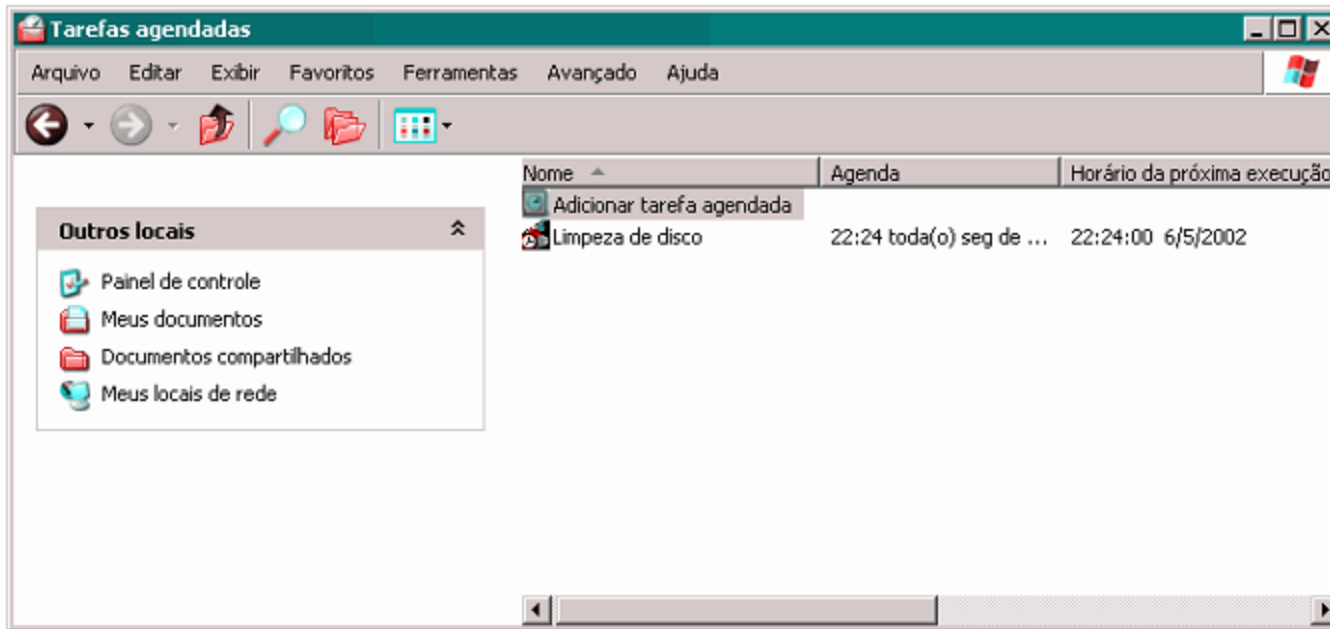 Tarefas agendadas
Arquivo Editar Exibir Favoritos Ferramentas Avançado Ajuda
Nome Agenda Horário da próxima execução
Adicionar tarefa agendada
Limpeza de disco 22:24 toda(o) seg de ... 22:24:00 6/5/2002
Outros locais
Painel de controle
Meus documentos
Documentos compartilhados
Meus locais de rede